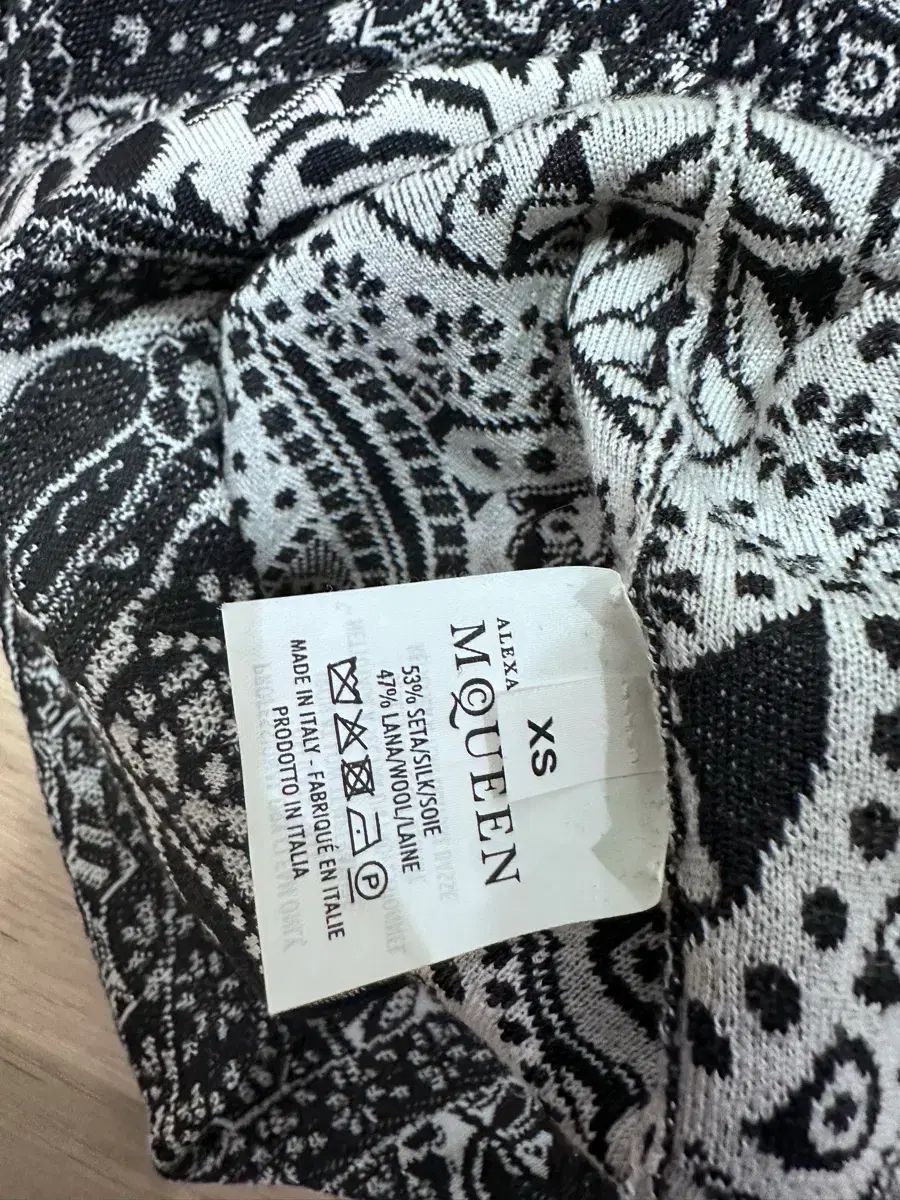 ALEXA
McQUEEN
XS
53% SETA/SILK/SOIE
47% LANA/WOOL/LAINE
P
MADE IN ITALY - FABRIQUÉ EN ITALIE
PRODOTTO IN ITALIA